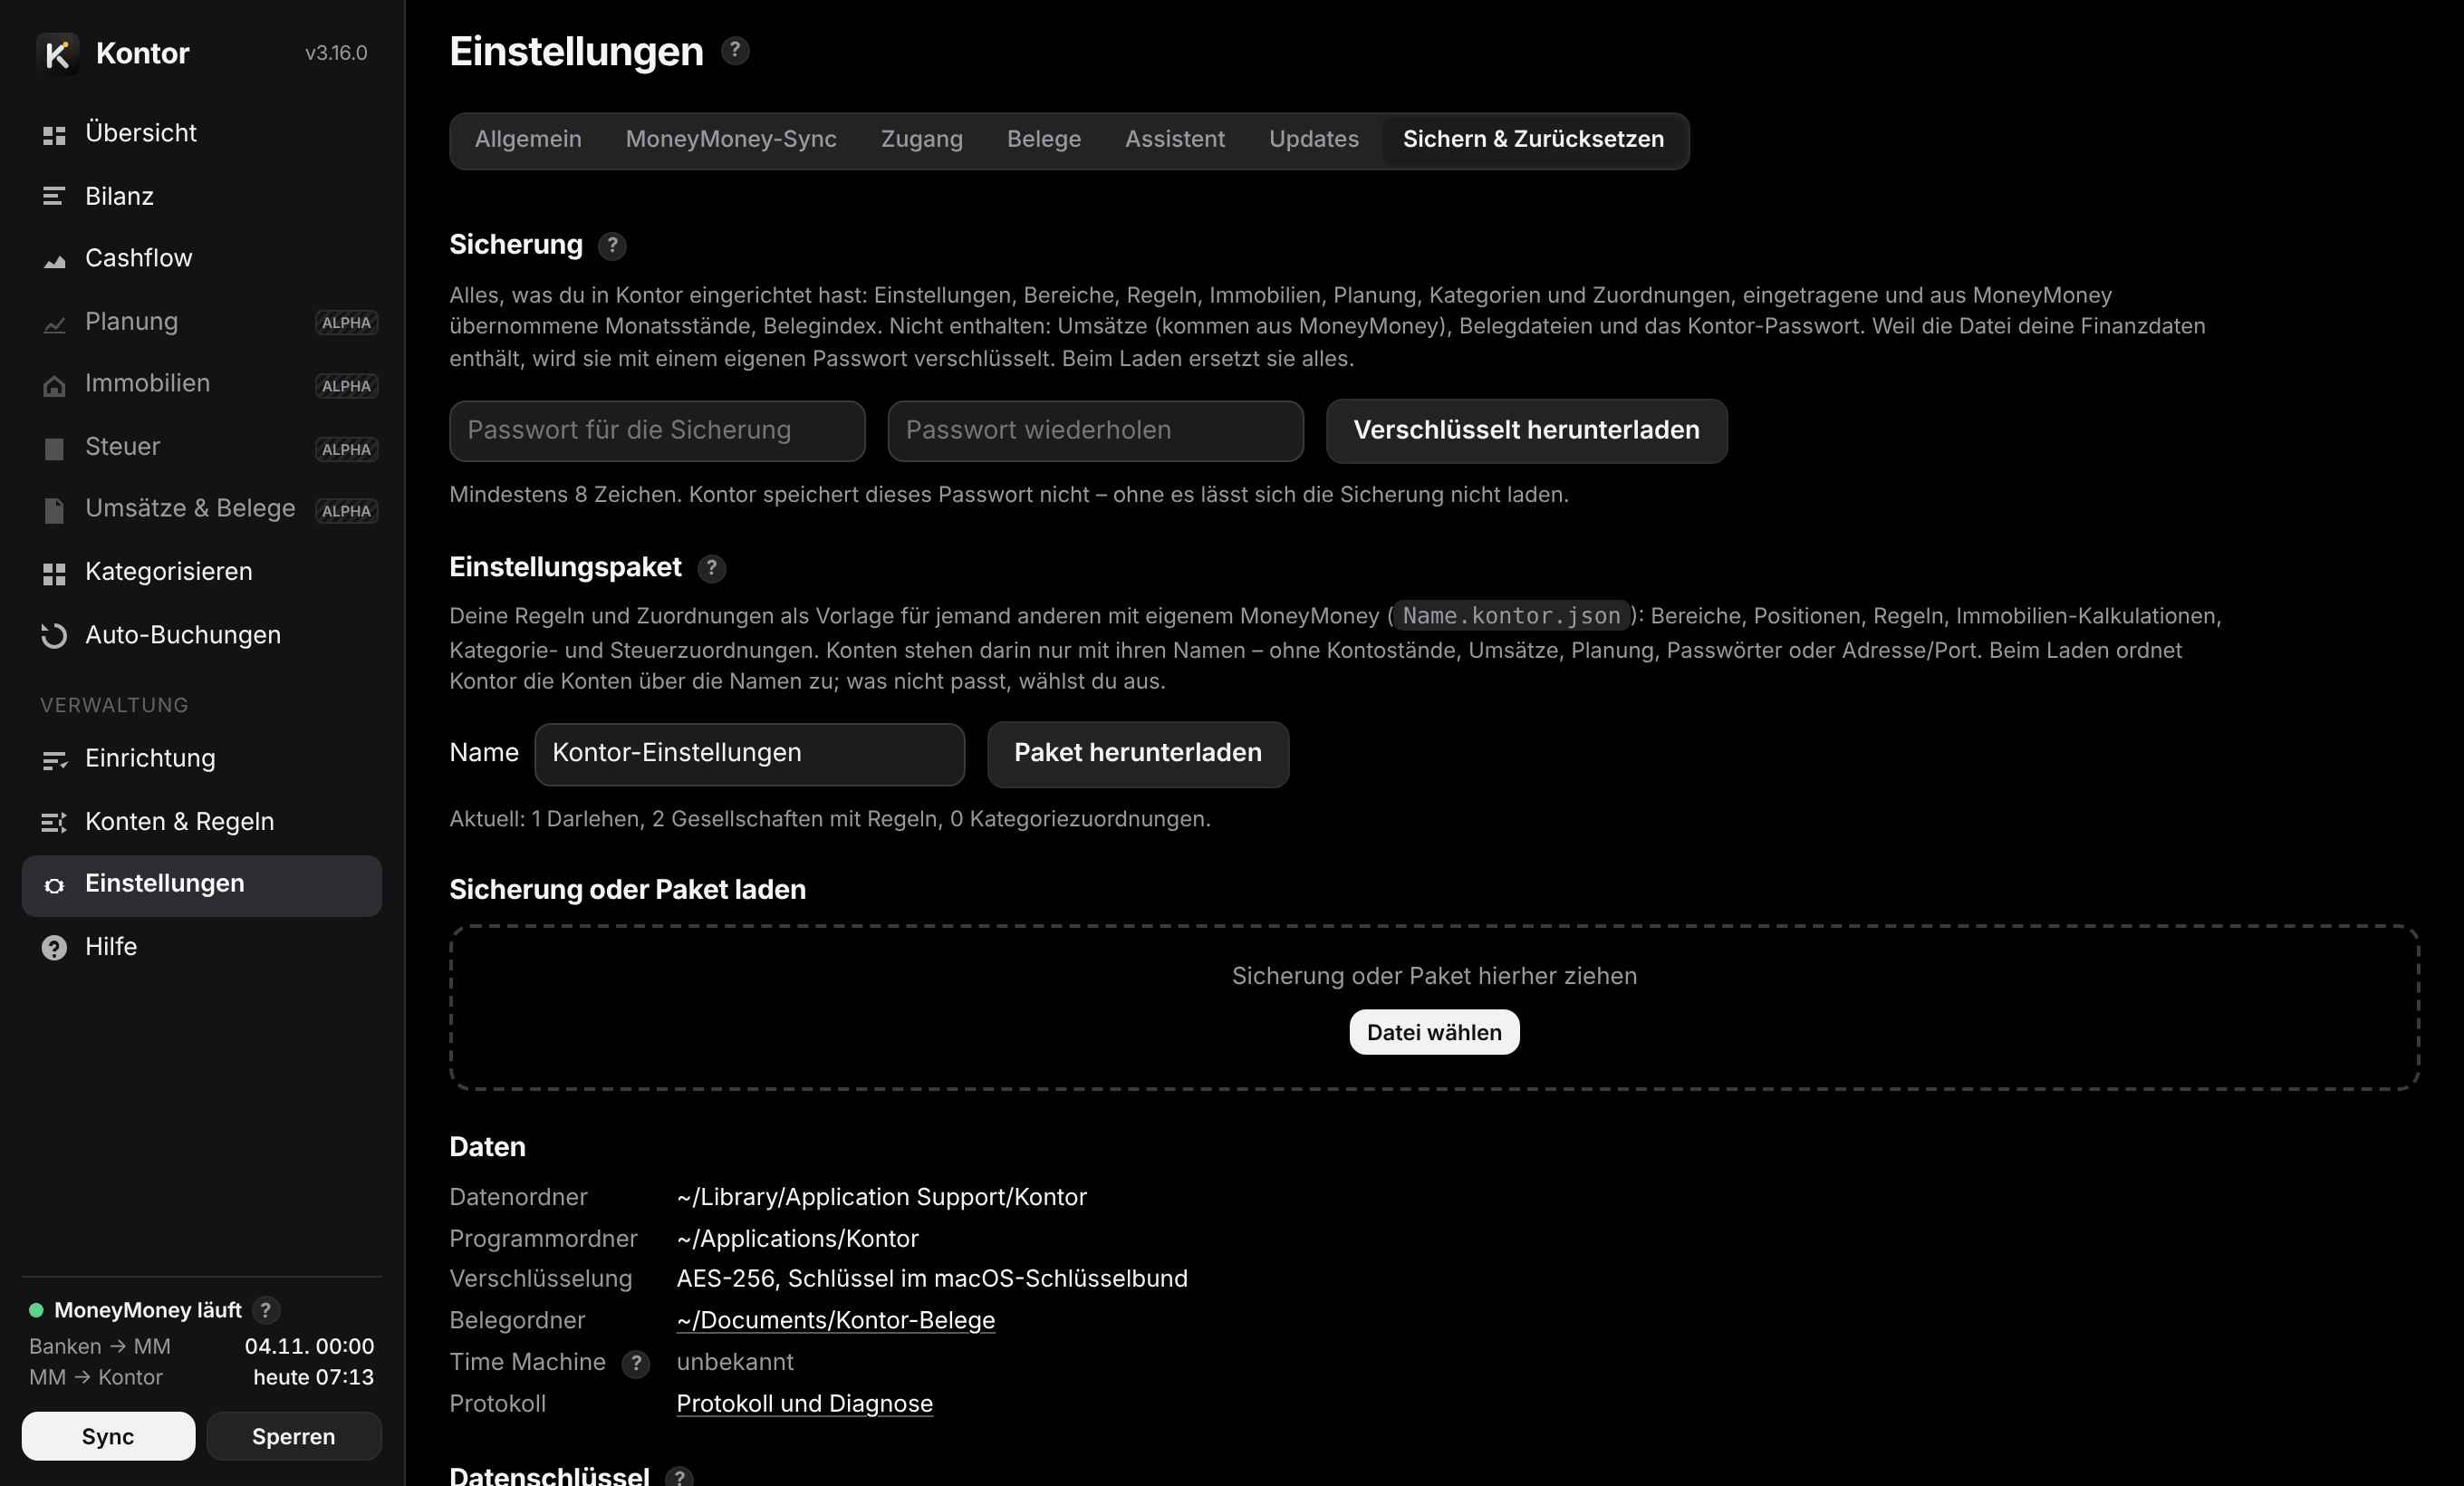 Kontor
v3.16.0
Übersicht
Bilanz
Cashflow
Planung ALPHA
Immobilien ALPHA
Steuer ALPHA
Umsätze & Belege ALPHA
Kategorisieren
Auto-Buchungen
VERWALTUNG
Einrichtung
Konten & Regeln
Einstellungen
Hilfe
MoneyMoney läuft ?
Banken → MM 04.11. 00:00
MM → Kontor heute 07:13
Sync Sperren
Einstellungen ?
Allgemein MoneyMoney-Sync Zugang Belege Assistent Updates Sichern & Zurücksetzen
Sicherung ?
Alles, was du in Kontor eingerichtet hast: Einstellungen, Bereiche, Regeln, Immobilien, Planung, Kategorien und Zuordnungen, eingetragene und aus MoneyMoney
übernommene Monatsstände, Belegindex. Nicht enthalten: Umsätze (kommen aus MoneyMoney), Belegdateien und das Kontor-Passwort. Weil die Datei deine Finanzdaten
enthält, wird sie mit einem eigenen Passwort verschlüsselt. Beim Laden ersetzt sie alles.
Passwort für die Sicherung Passwort wiederholen Verschlüsselt herunterladen
Mindestens 8 Zeichen. Kontor speichert dieses Passwort nicht – ohne es lässt sich die Sicherung nicht laden.
Einstellungspaket ?
Deine Regeln und Zuordnungen als Vorlage für jemand anderen mit eigenem MoneyMoney (Name.kontor.json): Bereiche, Positionen, Regeln, Immobilien-Kalkulationen,
Kategorie- und Steuerzuordnungen. Konten stehen darin nur mit ihren Namen – ohne Kontostände, Umsätze, Planung, Passwörter oder Adresse/Port. Beim Laden ordnet
Kontor die Konten über die Namen zu; was nicht passt, wählst du aus.
Name Kontor-Einstellungen Paket herunterladen
Aktuell: 1 Darlehen, 2 Gesellschaften mit Regeln, 0 Kategoriezuordnungen.
Sicherung oder Paket laden
Sicherung oder Paket hierher ziehen
Datei wählen
Daten
Datenordner ~/Library/Application Support/Kontor
Programmordner ~/Applications/Kontor
Verschlüsselung AES-256, Schlüssel im macOS-Schlüsselbund
Belegordner ~/Documents/Kontor-Belege
Time Machine ? unbekannt
Protokoll Protokoll und Diagnose
Datenschlüssel ?